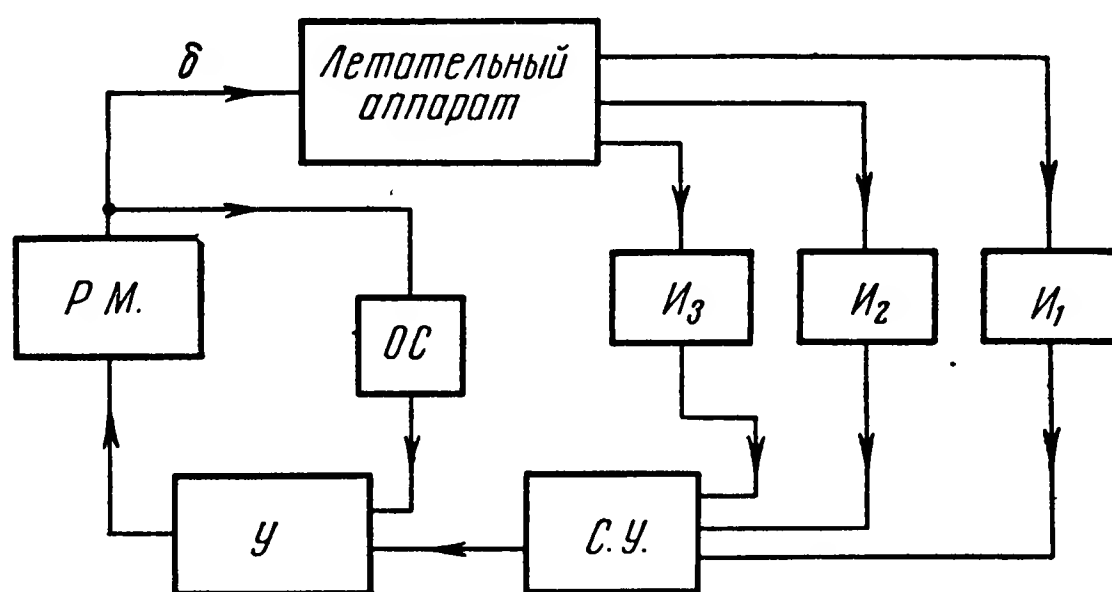 δ
Летательный
аппарат
Р М.
ОС
И₃
И₂
И₁
У
С. У.